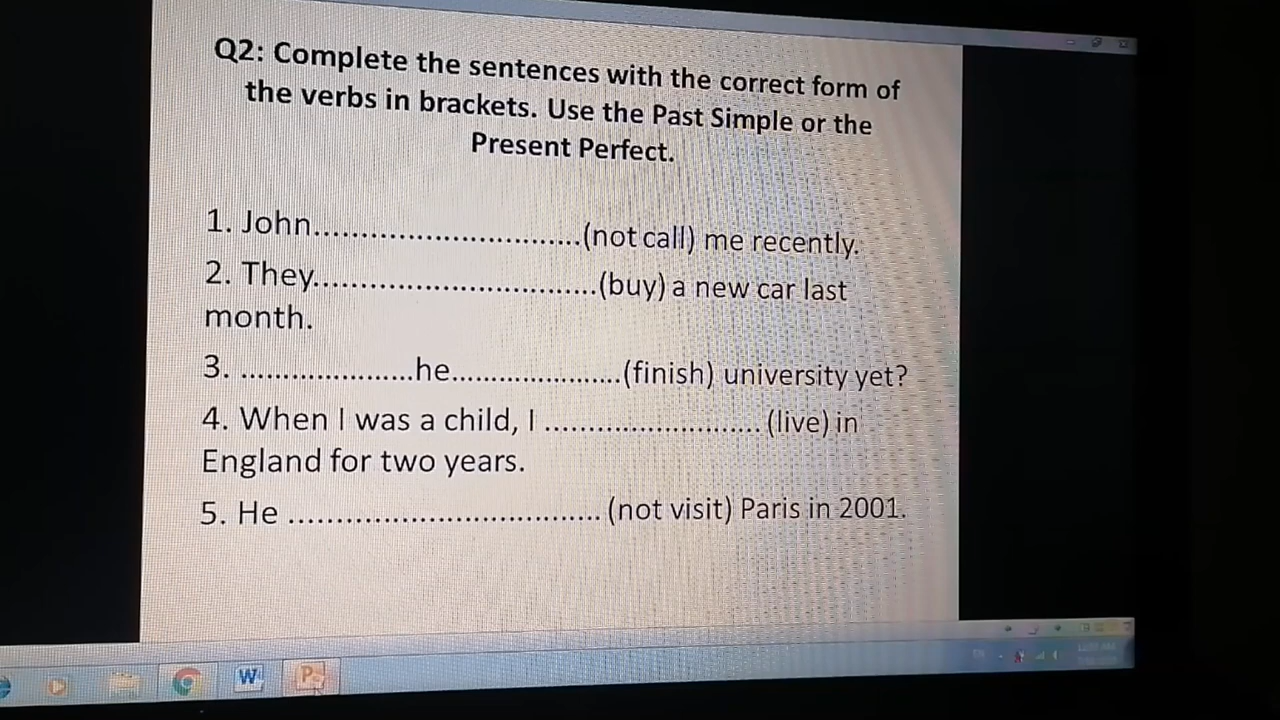 Q2: Complete the sentences with the correct form of
the verbs in brackets. Use the Past Simple or the
Present Perfect.
1. John..............................(not call) me recently.
2. They.................................(buy) a new car last
month.
3. .....................he.....................(finish) university yet?
4. When I was a child, I .......................... (live) in
England for two years.
5. He .................................... (not visit) Paris in 2001.
W
P